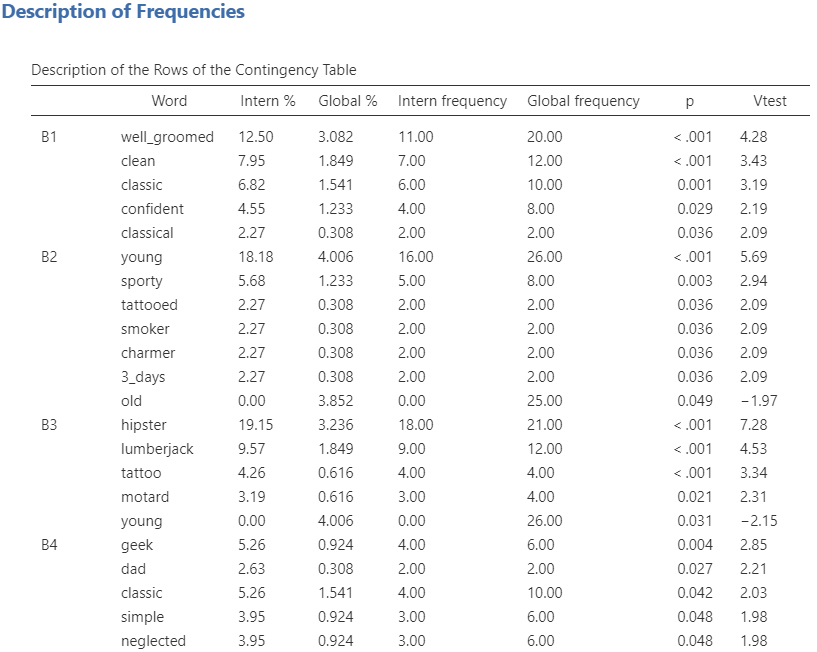 Description of Frequencies
Description of the Rows of the Contingency Table
Word Intern % Global % Intern frequency Global frequency p Vtest
B1 well_groomed 12.50 3.082 11.00 20.00 < .001 4.28
clean 7.95 1.849 7.00 12.00 < .001 3.43
classic 6.82 1.541 6.00 10.00 0.001 3.19
confident 4.55 1.233 4.00 8.00 0.029 2.19
classical 2.27 0.308 2.00 2.00 0.036 2.09
B2 young 18.18 4.006 16.00 26.00 < .001 5.69
sporty 5.68 1.233 5.00 8.00 0.003 2.94
tattooed 2.27 0.308 2.00 2.00 0.036 2.09
smoker 2.27 0.308 2.00 2.00 0.036 2.09
charmer 2.27 0.308 2.00 2.00 0.036 2.09
3_days 2.27 0.308 2.00 2.00 0.036 2.09
old 0.00 3.852 0.00 25.00 0.049 −1.97
B3 hipster 19.15 3.236 18.00 21.00 < .001 7.28
lumberjack 9.57 1.849 9.00 12.00 < .001 4.53
tattoo 4.26 0.616 4.00 4.00 < .001 3.34
motard 3.19 0.616 3.00 4.00 0.021 2.31
young 0.00 4.006 0.00 26.00 0.031 −2.15
B4 geek 5.26 0.924 4.00 6.00 0.004 2.85
dad 2.63 0.308 2.00 2.00 0.027 2.21
classic 5.26 1.541 4.00 10.00 0.042 2.03
simple 3.95 0.924 3.00 6.00 0.048 1.98
neglected 3.95 0.924 3.00 6.00 0.048 1.98